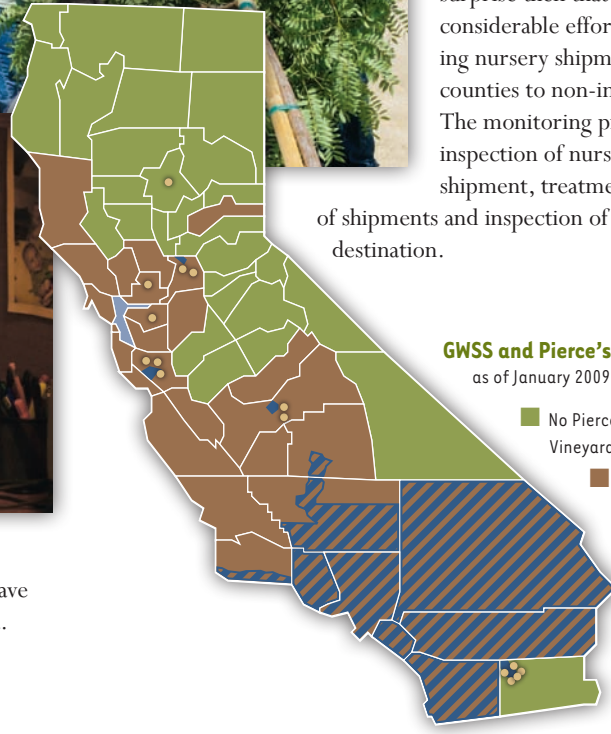 considerable effor
ing nursery shipm
counties to non-in
The monitoring p
inspection of nurs
shipment, treatme
of shipments and inspection of
destination.
GWSS and Pierce's
as of January 2009
No Pierc
Vineyard
ave